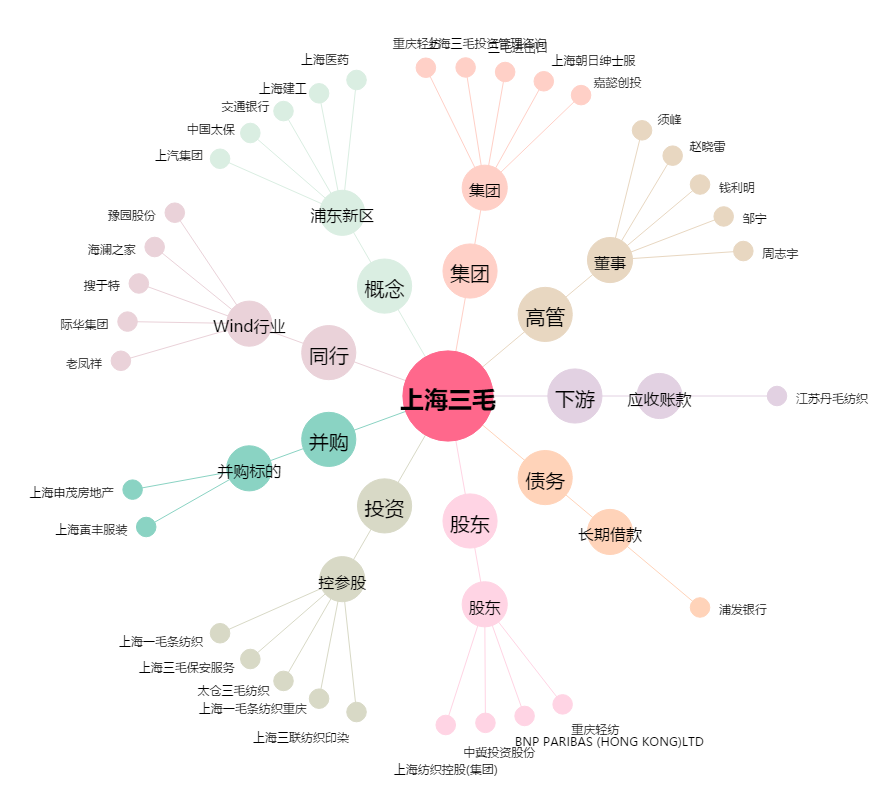 重庆轻纺
上海三毛投资管理咨询
三毛进出口
上海朝日绅士服
嘉懿创投
上海医药
上海建工
交通银行
中国太保
上汽集团
须峰
赵晓雷
钱利明
邹宁
周志宇
集团
浦东新区
豫园股份
海澜之家
搜于特
际华集团
老凤祥
董事
集团
概念
高管
Wind行业
同行
上海三毛
下游
应收账款
江苏丹毛纺织
并购
并购标的
上海申茂房地产
上海寅丰服装
债务
长期借款
浦发银行
投资
股东
控参股
股东
上海一毛条纺织
上海三毛保安服务
太仓三毛纺织
上海一毛条纺织重庆
上海三联纺织印染
重庆轻纺
BNP PARIBAS (HONG KONG)LTD
中茵投资股份
上海纺织控股(集团)